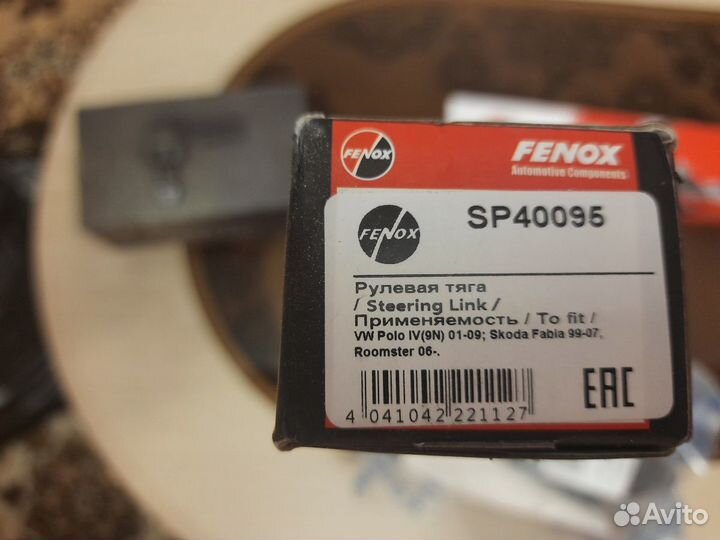 FENOX
FENOX
Automotive Components
FENOX
SP40095
Рулевая тяга
/ Steering Link /
Применяемость / To fit /
VW Polo IV(9N) 01-09; Skoda Fabia 99-07,
Roomster 06-.
4 041042 221127
EAC
Avito